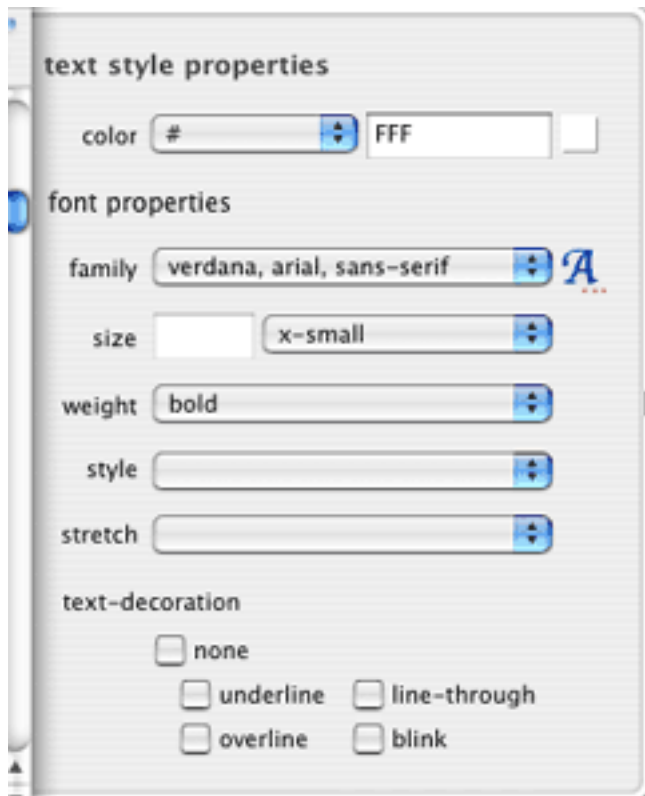 text style properties
color # FFF
font properties
family verdana, arial, sans-serif A
size x-small
weight bold
style
stretch
text-decoration
none
underline line-through
overline blink